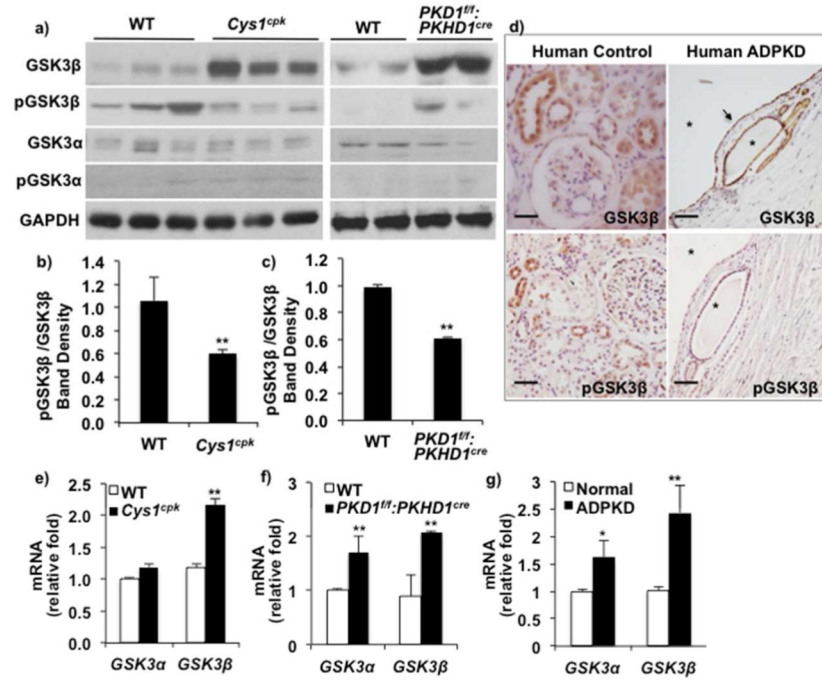 a)
WT
Cys1cpk
WT
PKD1f/f:
PKHD1cre
GSK3β
pGSK3β
GSK3α
pGSK3α
GAPDH
b)
1.4
1.2
1.0
0.8
0.6
0.4
0.2
0.0
pGSK3β /GSK3β
Band Density
**
WT
Cys1cpk
c)
1.2
1.0
0.8
0.6
0.4
0.2
0.0
pGSK3β /GSK3β
Band Density
**
WT
PKD1f/f:
PKHD1cre
d)
Human Control
Human ADPKD
GSK3β
*
*
GSK3β
pGSK3β
*
*
pGSK3β
e)
WT
Cys1cpk
2.5
2.0
1.5
1.0
0.5
0.0
mRNA
(relative fold)
**
GSK3α
GSK3β
f)
WT
PKD1f/f:PKHD1cre
3
2
1
0
mRNA
(relative fold)
**
**
GSK3α
GSK3β
g)
Normal
ADPKD
3
2.5
2
1.5
1
0.5
0
mRNA
(relative fold)
*
**
GSK3α
GSK3β